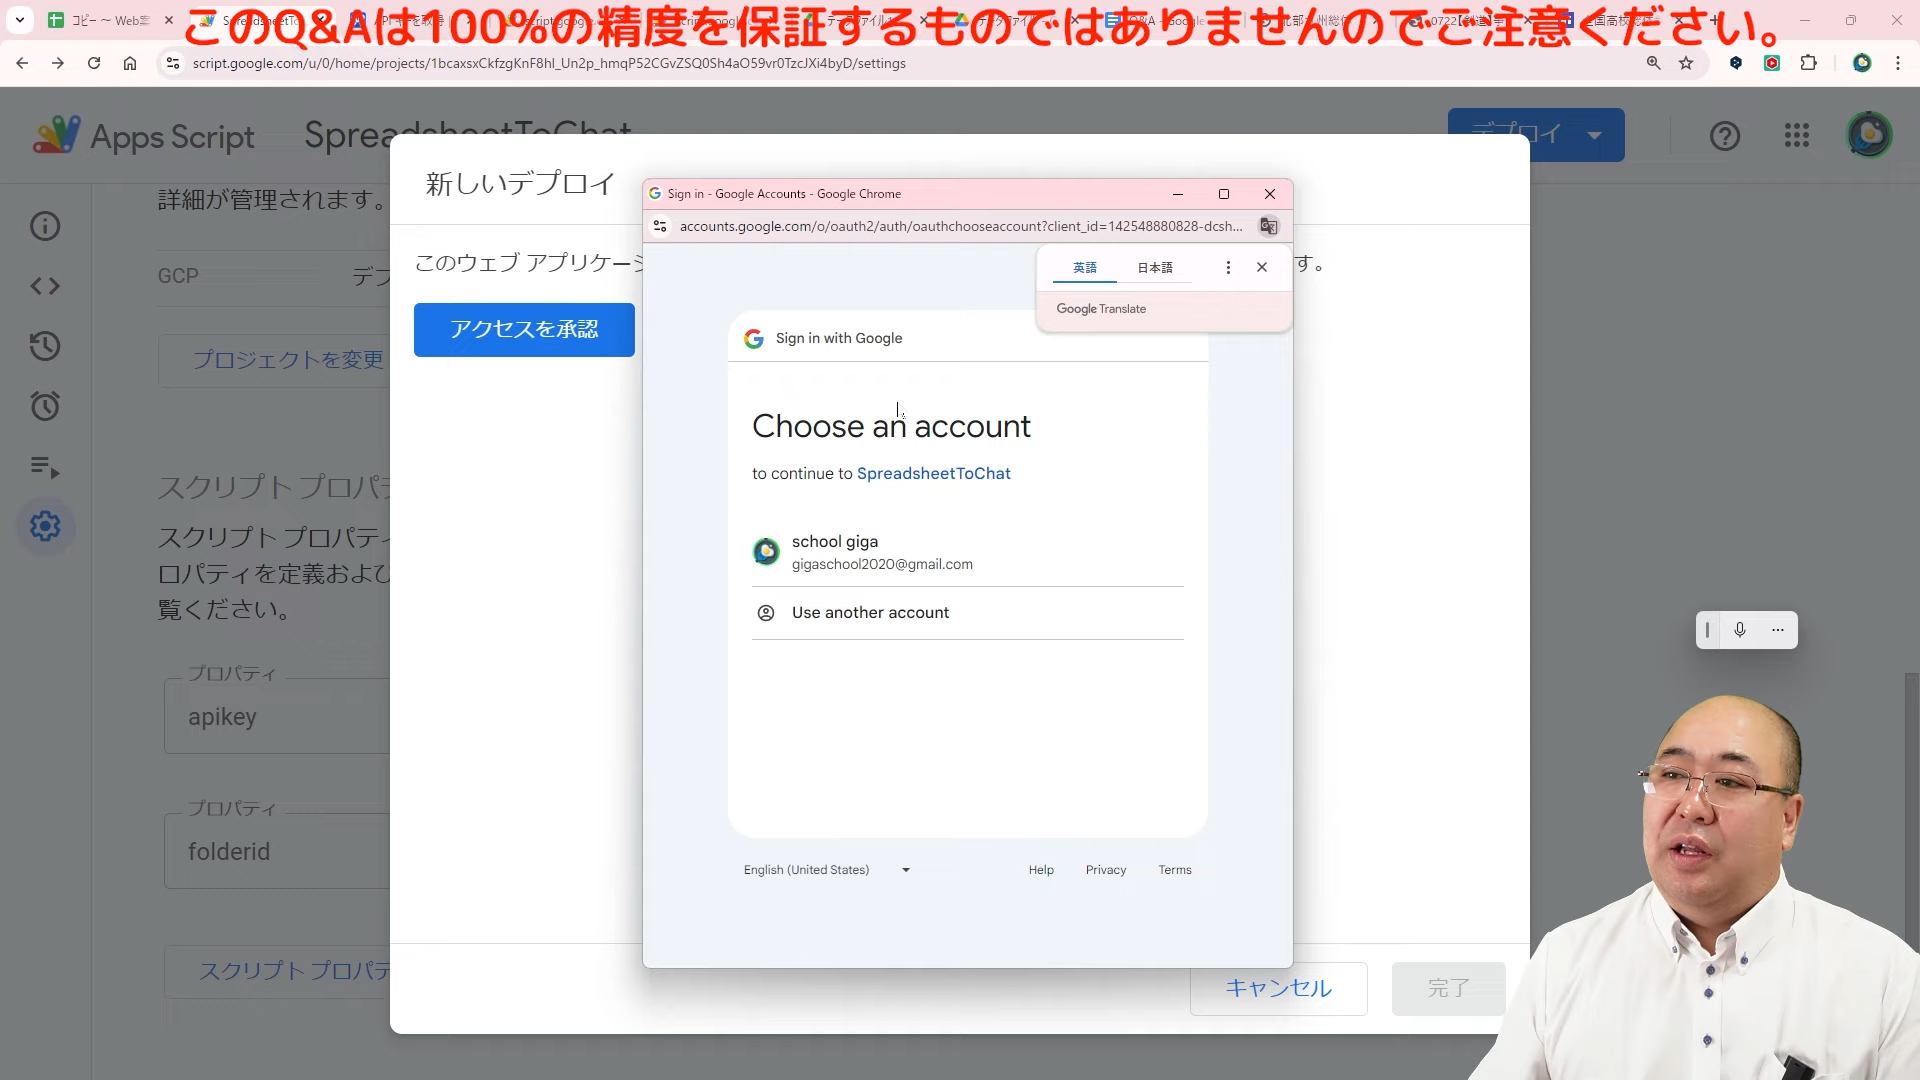 このQ&Aは100%の精度を保証するものではありませんのでご注意ください。
コピー ～ Web
script.google.com/u/0/home/projects/1bcaxsxCkfzgKnF8hl_Un2p_hmqP52CGvZSQ0Sh4aO59vr0TzcJXi4byD/settings
Apps Script
SpreadsheetToChat
デプロイ
詳細が管理されます。
GCP
デフ
プロジェクトを変更
スクリプト プロパテ
スクリプト プロパティ
ロパティを定義および
覧ください。
プロパティ
apikey
プロパティ
folderid
スクリプト プロパテ
新しいデプロイ
このウェブ アプリケーシ
す。
アクセスを承認
Sign in - Google Accounts - Google Chrome
accounts.google.com/o/oauth2/auth/oauthchooseaccount?client_id=142548880828-dcsh...
英語
日本語
Google Translate
Sign in with Google
Choose an account
to continue to SpreadsheetToChat
school giga
gigaschool2020@gmail.com
Use another account
English (United States)
Help
Privacy
Terms
キャンセル
完了